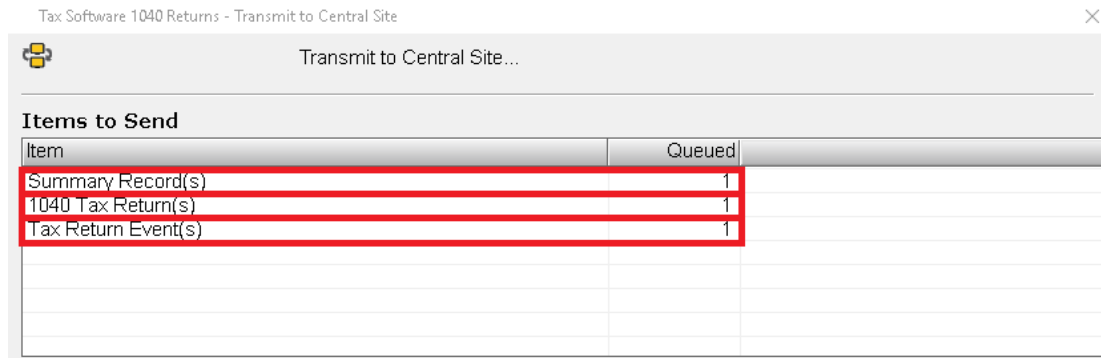 Tax Software 1040 Returns - Transmit to Central Site
Transmit to Central Site...
Items to Send
Item Queued
Summary Record(s) 1
1040 Tax Return(s) 1
Tax Return Event(s) 1